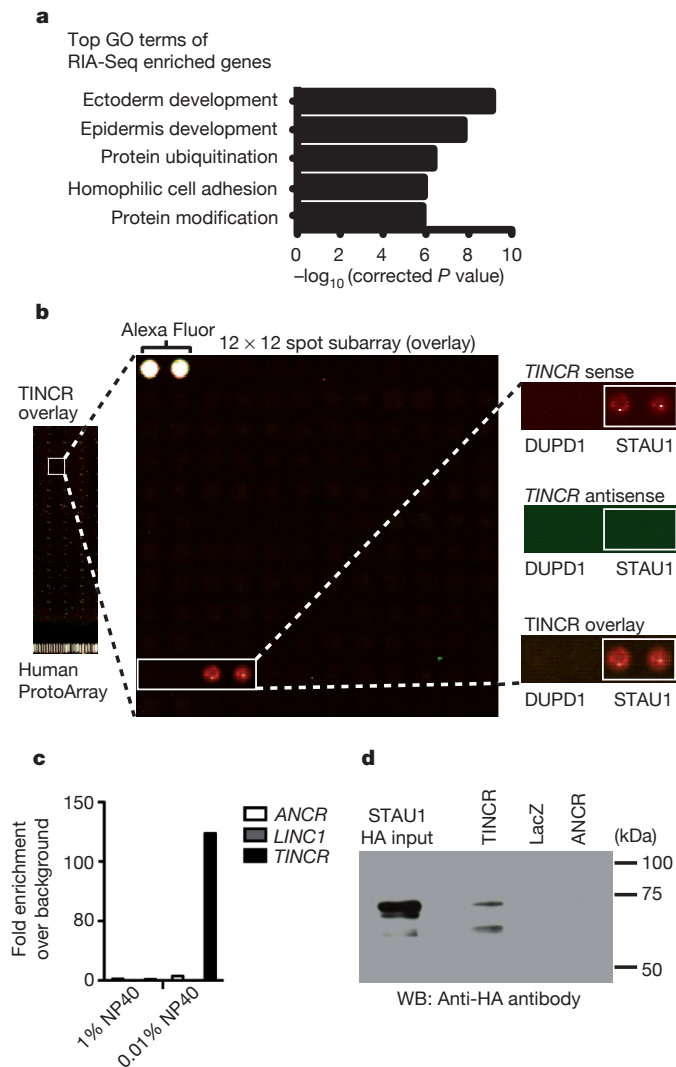 a
Top GO terms of
RIA-Seq enriched genes
Ectoderm development
Epidermis development
Protein ubiquitination
Homophilic cell adhesion
Protein modification
0 2 4 6 8 10
–log10 (corrected P value)
b
Alexa Fluor
12 × 12 spot subarray (overlay)
TINCR
overlay
Human
ProtoArray
TINCR sense
DUPD1 STAU1
TINCR antisense
DUPD1 STAU1
TINCR overlay
DUPD1 STAU1
c
Fold enrichment
over background
150
100
80
0
1% NP40
0.01% NP40
ANCR
LINC1
TINCR
d
STAU1
HA input
TINCR
LacZ
ANCR
(kDa)
100
75
50
WB: Anti-HA antibody